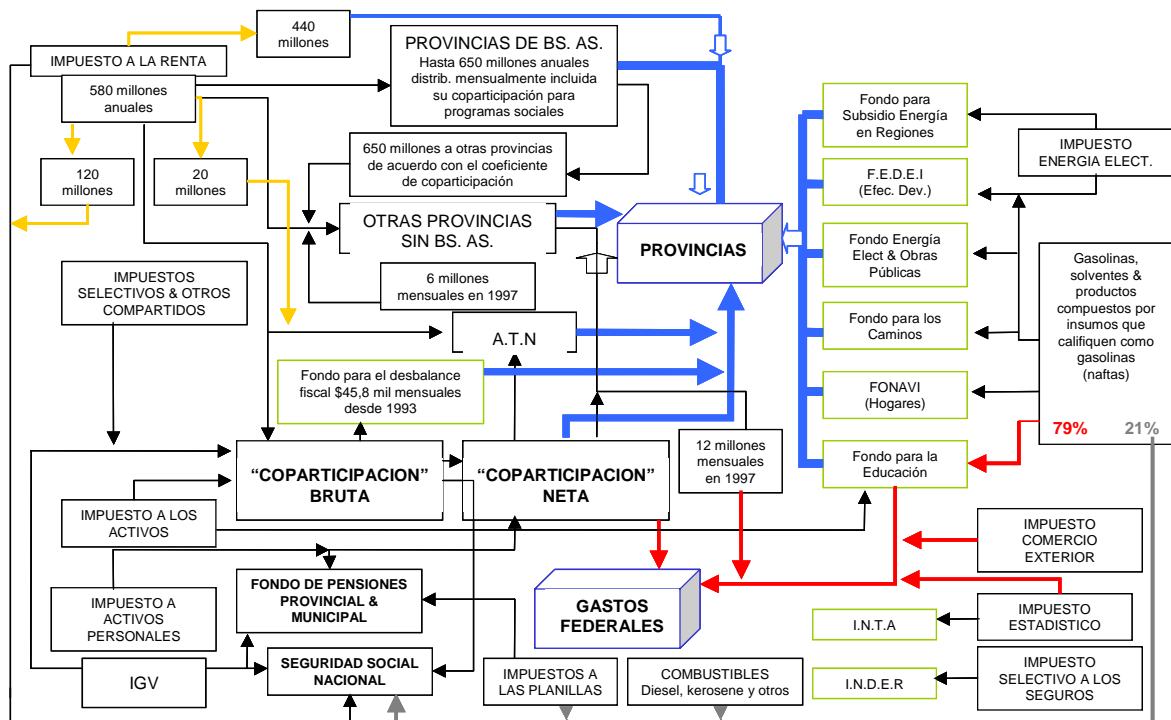 440
millones
IMPUESTO A LA RENTA
580 millones
anuales
120
millones
20
millones
PROVINCIAS DE BS. AS.
Hasta 650 millones anuales
distrib. mensualmente incluida
su coparticipación para
programas sociales
650 millones a otras provincias
de acuerdo con el coeficiente
de coparticipación
OTRAS PROVINCIAS
SIN BS. AS.
6 millones
mensuales en 1997
IMPUESTOS
SELECTIVOS & OTROS
COMPARTIDOS
A.T.N
Fondo para el desbalance
fiscal $45,8 mil mensuales
desde 1993
PROVINCIAS
Fondo para
Subsidio Energía
en Regiones
F.E.D.E.I
(Efec. Dev.)
Fondo Energía
Elect & Obras
Públicas
Fondo para los
Caminos
FONAVI
(Hogares)
Fondo para la
Educación
IMPUESTO
ENERGIA ELECT.
Gasolinas,
solventes &
productos
compuestos por
insumos que
califiquen como
gasolinas
(naftas)
79% 21%
“COPARTICIPACION”
BRUTA
“COPARTICIPACION”
NETA
12 millones
mensuales
en 1997
IMPUESTO A LOS
ACTIVOS
IMPUESTO A
ACTIVOS
PERSONALES
FONDO DE PENSIONES
PROVINCIAL &
MUNICIPAL
GASTOS
FEDERALES
IMPUESTO
COMERCIO
EXTERIOR
IMPUESTO
ESTADISTICO
I.N.T.A
IGV
SEGURIDAD SOCIAL
NACIONAL
IMPUESTOS A
LAS PLANILLAS
COMBUSTIBLES
Diesel, kerosene y otros
I.N.D.E.R
IMPUESTO
SELECTIVO A LOS
SEGUROS